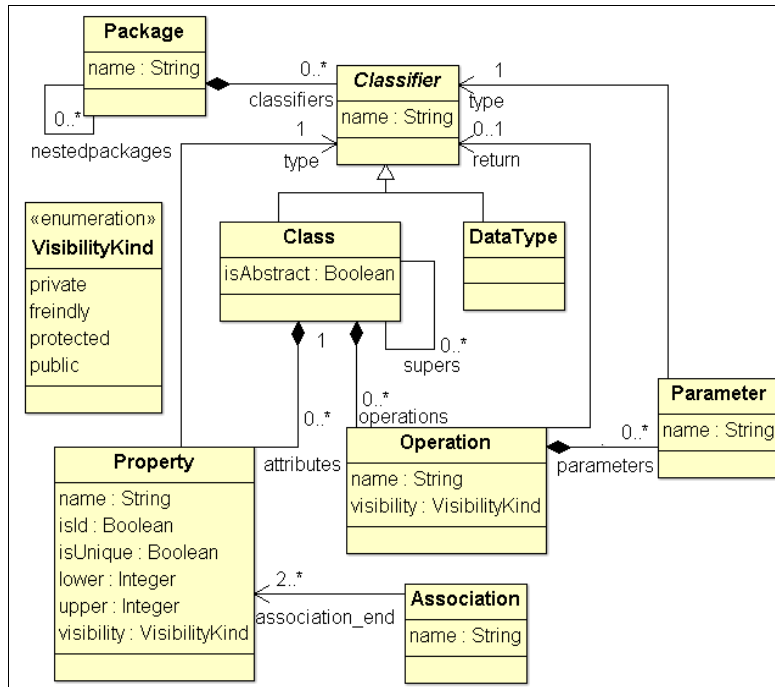 Package
name : String
0..*
classifiers
0..*
nestedpackages
Classifier
name : String
1
type
1
type
0..1
return
«enumeration»
VisibilityKind
private
freindly
protected
public
Class
isAbstract : Boolean
0..*
supers
DataType
1
0..*
attributes
0..*
operations
Parameter
name : String
0..*
parameters
Operation
name : String
visibility : VisibilityKind
Property
name : String
isId : Boolean
isUnique : Boolean
lower : Integer
upper : Integer
visibility : VisibilityKind
2..*
association_end
Association
name : String